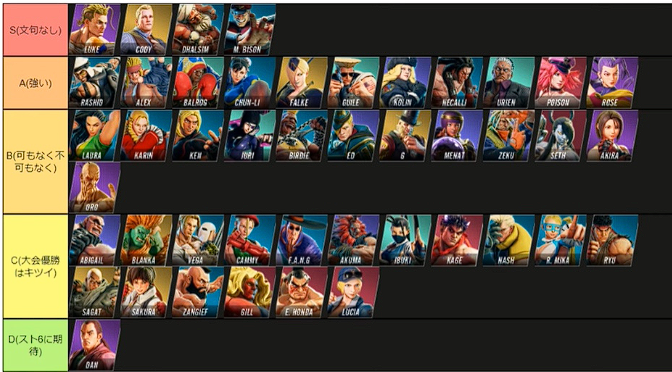 S(文句なし)
LUKE CODY DHALSIM M. BISON
A(強い)
RASHID ALEX BALROG CHUN-LI FALKE GUILE KOLIN NECALLI URIEN POISON ROSE
B(可もなく不
可もなく)
LAURA KARIN KEN JURI BIRDIE ED G MENAT ZEKU SETH AKIRA
ORO
C(大会優勝
はキツイ)
ABIGAIL BLANKA VEGA CAMMY F.A.N.G AKUMA IBUKI KAGE NASH R. MIKA RYU
SAGAT SAKURA ZANGIEF GILL E. HONDA LUCIA
D(スト6に期
待)
DAN